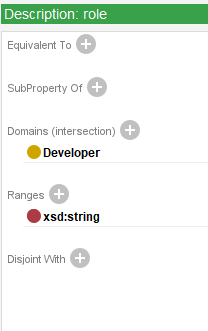 Description: role
Equivalent To
SubProperty Of
Domains (intersection)
Developer
Ranges
xsd:string
Disjoint With